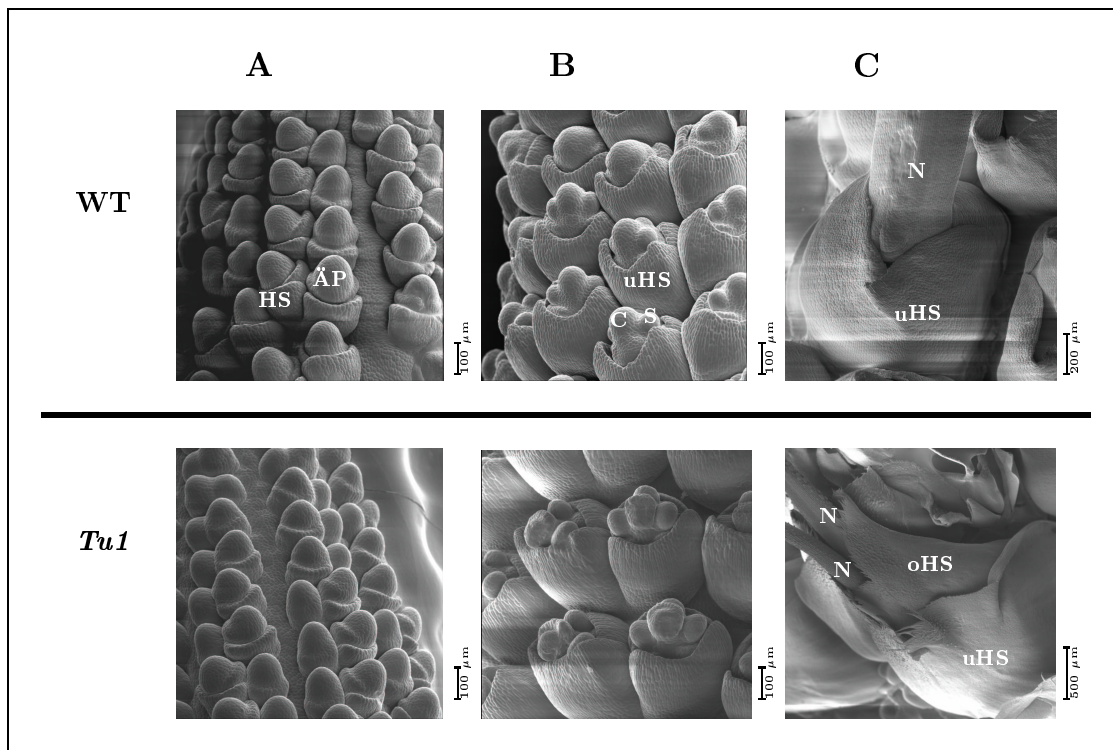 A B C
WT
HS ÄP
uHS
C S
N
uHS
100 μm
100 μm
200 μm
Tu1
N
N
oHS
uHS
100 μm
100 μm
500 μm